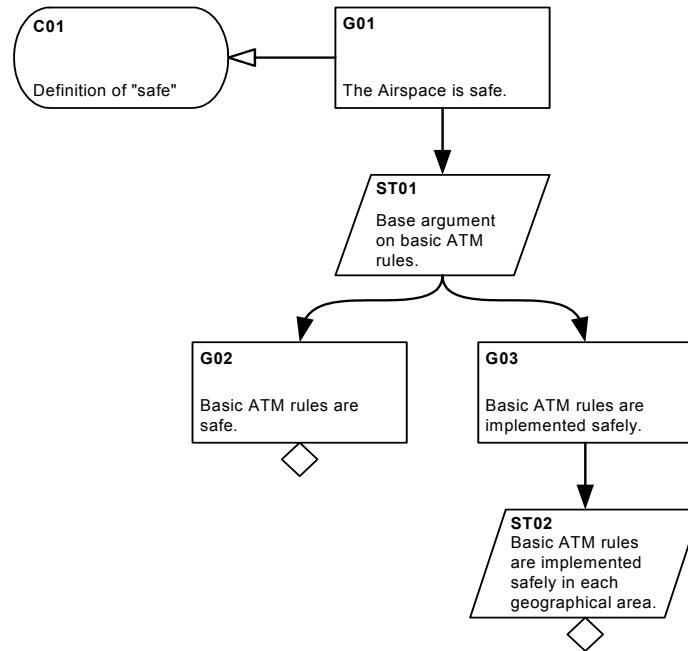 C01
Definition of "safe"
G01
The Airspace is safe.
ST01
Base argument
on basic ATM
rules.
G02
Basic ATM rules are
safe.
G03
Basic ATM rules are
implemented safely.
ST02
Basic ATM rules
are implemented
safely in each
geographical area.